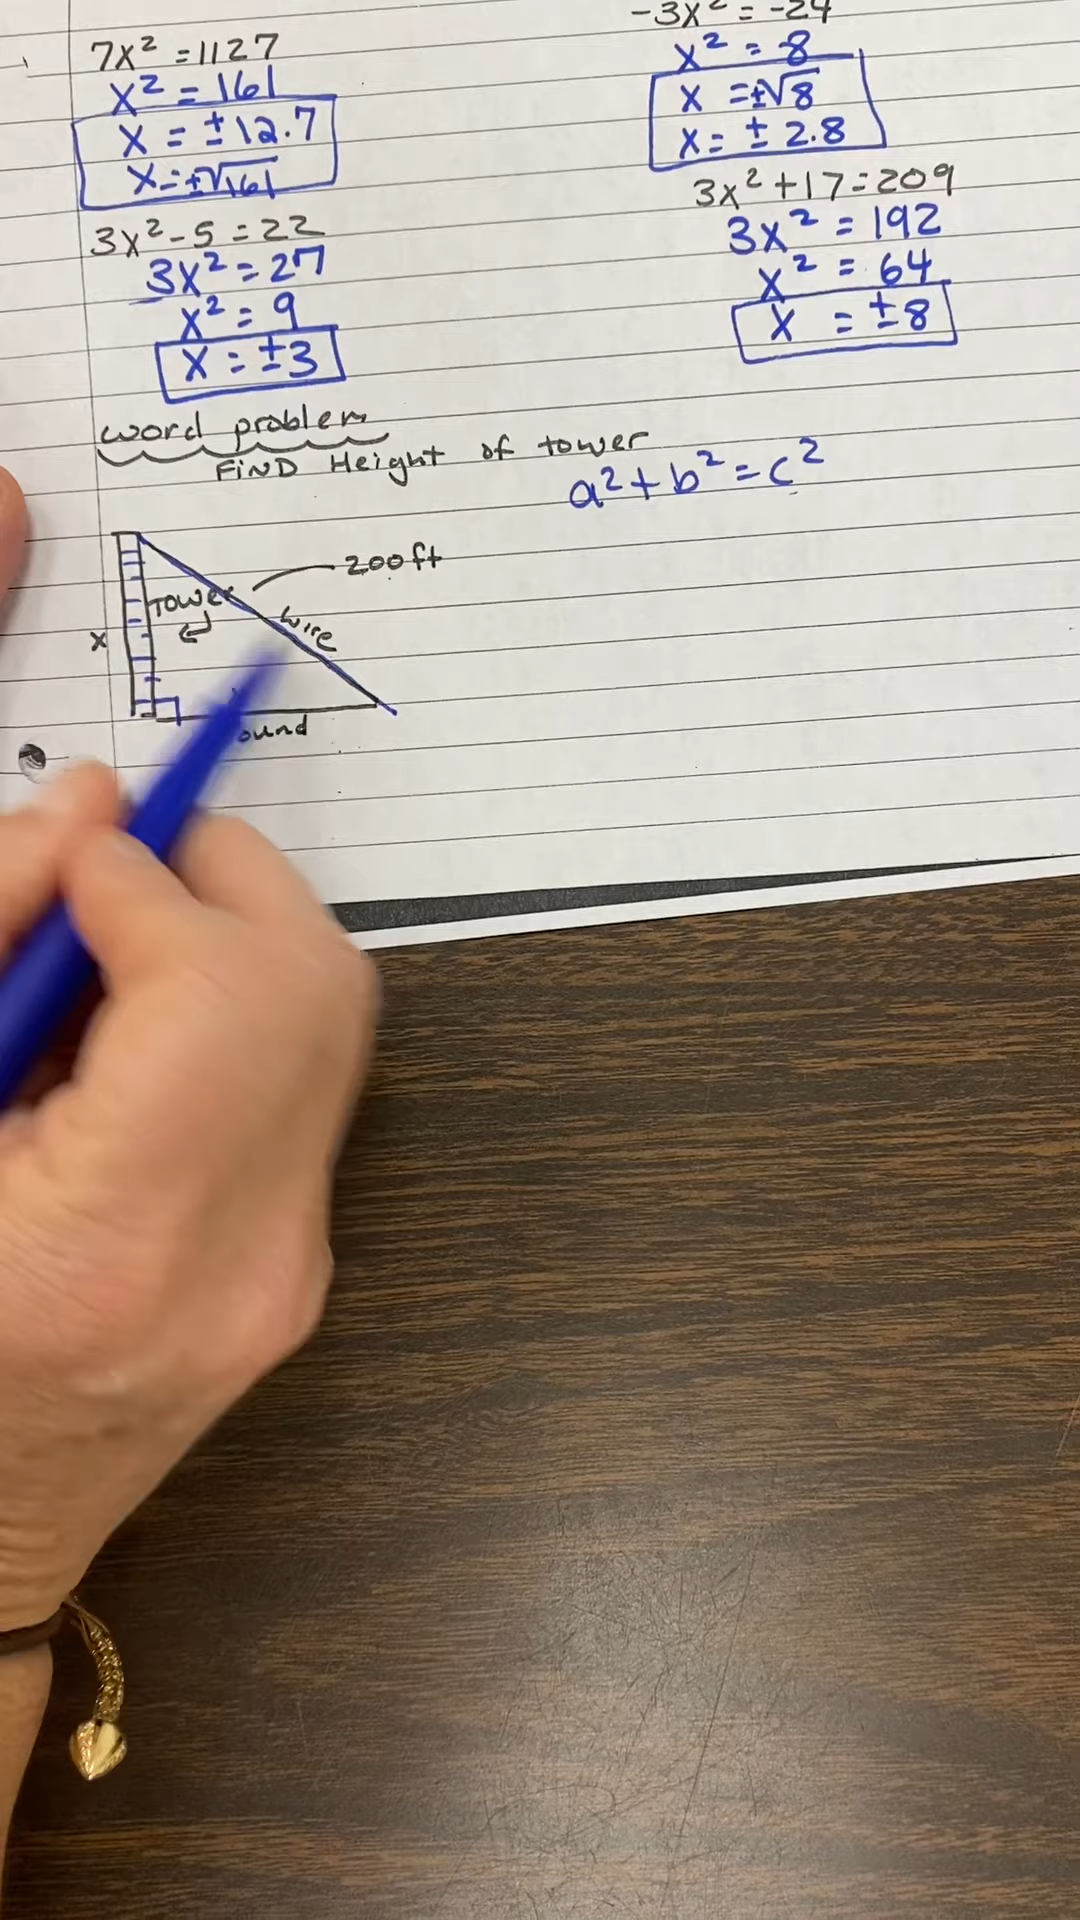 7x² = 1127
x² = 161
x = ± 12.7
x = ±√161
3x² - 5 = 22
3x² = 27
x² = 9
x = ±3
-3x² = -24
x² = 8
x = ±√8
x = ± 2.8
3x² + 17 = 209
3x² = 192
x² = 64
x = ±8
word problem
FIND Height of tower
a² + b² = c²
200ft
Tower
wire
x